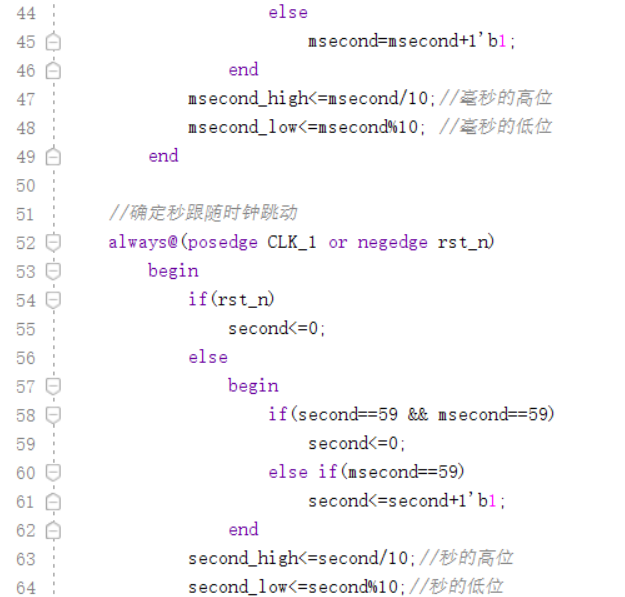 44 else
45 msecond=msecond+1'b1;
46 end
47 msecond_high<=msecond/10;//毫秒的高位
48 msecond_low<=msecond%10; //毫秒的低位
49 end
50
51 //确定秒跟随时钟跳动
52 always@(posedge CLK_1 or negedge rst_n)
53 begin
54 if(rst_n)
55 second<=0;
56 else
57 begin
58 if(second==59 && msecond==59)
59 second<=0;
60 else if(msecond==59)
61 second<=second+1'b1;
62 end
63 second_high<=second/10;//秒的高位
64 second_low<=second%10;//秒的低位